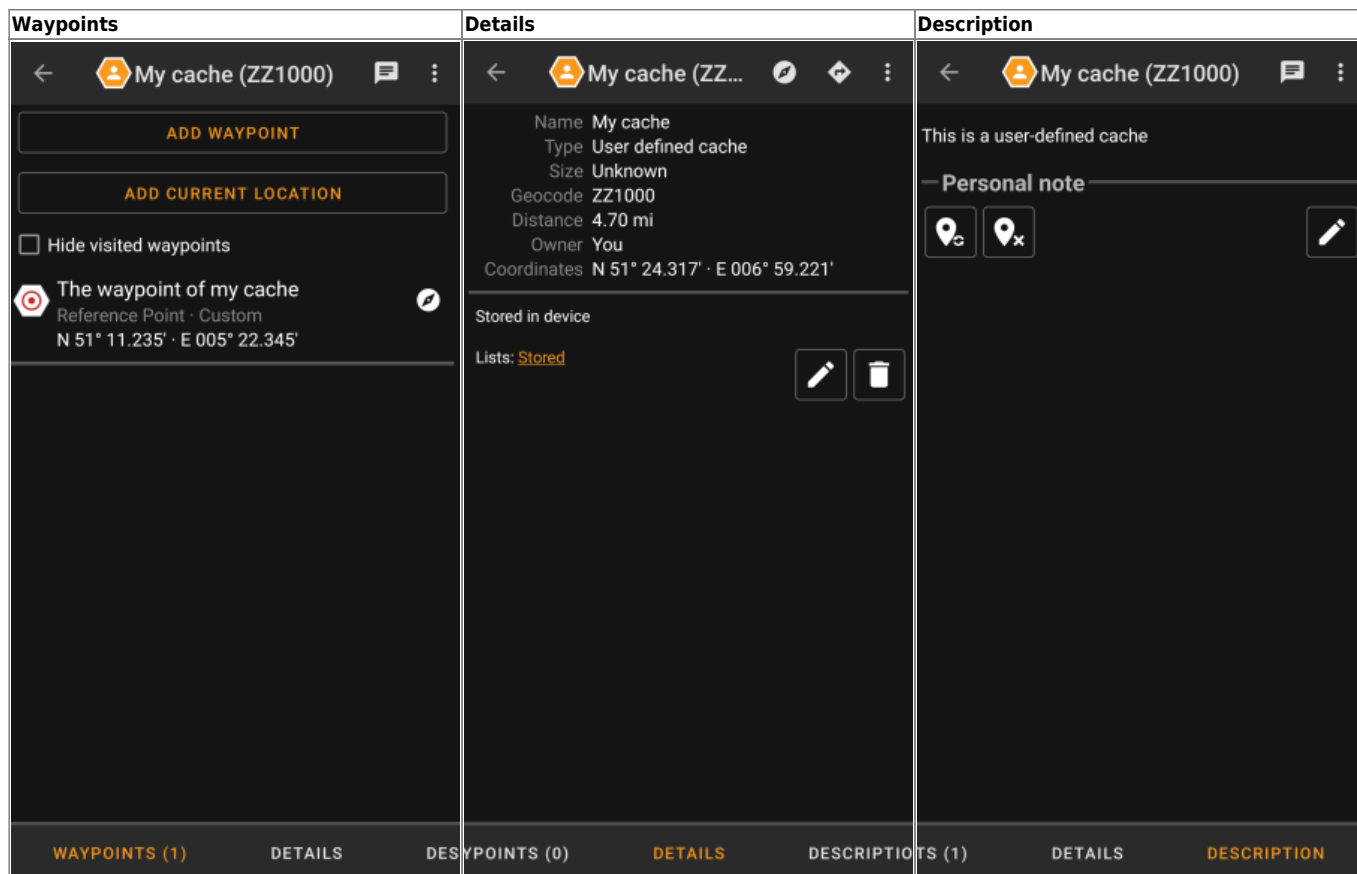 Waypoints
My cache (ZZ1000)
ADD WAYPOINT
ADD CURRENT LOCATION
Hide visited waypoints
The waypoint of my cache
Reference Point · Custom
N 51° 11.235' · E 005° 22.345'
WAYPOINTS (1) DETAILS DES
Details
My cache (ZZ...
Name My cache
Type User defined cache
Size Unknown
Geocode ZZ1000
Distance 4.70 mi
Owner You
Coordinates N 51° 24.317' · E 006° 59.221'
Stored in device
Lists: Stored
YPOINTS (0) DETAILS DESCRIPTIO
Description
My cache (ZZ1000)
This is a user-defined cache
Personal note
TS (1) DETAILS DESCRIPTION